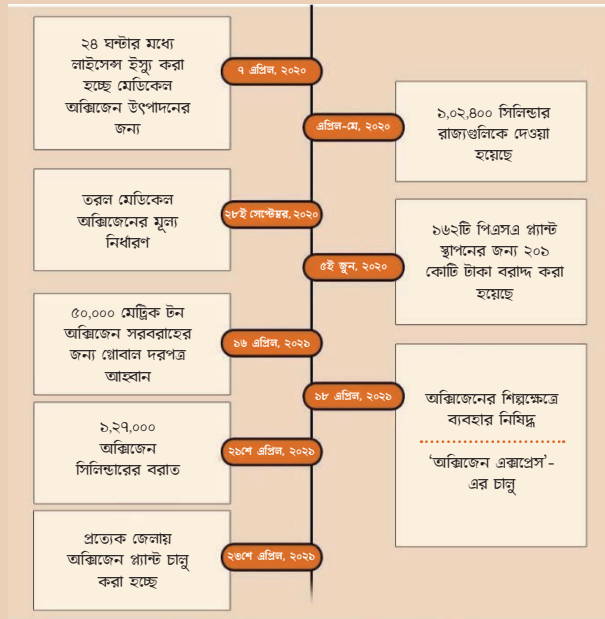 ২৪ ঘন্টার মধ্যে
লাইসেন্স ইস্যু করা
হচ্ছে মেডিকেল
অক্সিজেন উৎপাদনের
জন্য
৭ এপ্রিল, ২০২০
এপ্রিল-মে, ২০২০
১,০২,৪০০ সিলিন্ডার
রাজ্যগুলিকে দেওয়া
হয়েছে
তরল মেডিকেল
অক্সিজেনের মূল্য
নির্ধারণ
২৮ই সেপ্টেম্বর, ২০২০
৫ই জুন, ২০২০
১৬২টি পিএসএ প্ল্যান্ট
স্থাপনের জন্য ২০১
কোটি টাকা বরাদ্দ করা
হয়েছে
৫০,০০০ মেট্রিক টন
অক্সিজেন সরবরাহের
জন্য গ্লোবাল দরপত্র
আহ্বান
১৬ এপ্রিল, ২০২১
১৮ এপ্রিল, ২০২১
অক্সিজেনের শিল্পক্ষেত্রে
ব্যবহার নিষিদ্ধ
‘অক্সিজেন এক্সপ্রেস’-
এর চালু
১,২৭,০০০
অক্সিজেন
সিলিন্ডারের বরাত
২১শে এপ্রিল, ২০২১
প্রত্যেক জেলায়
অক্সিজেন প্ল্যান্ট চালু
করা হচ্ছে
২৩শে এপ্রিল, ২০২১